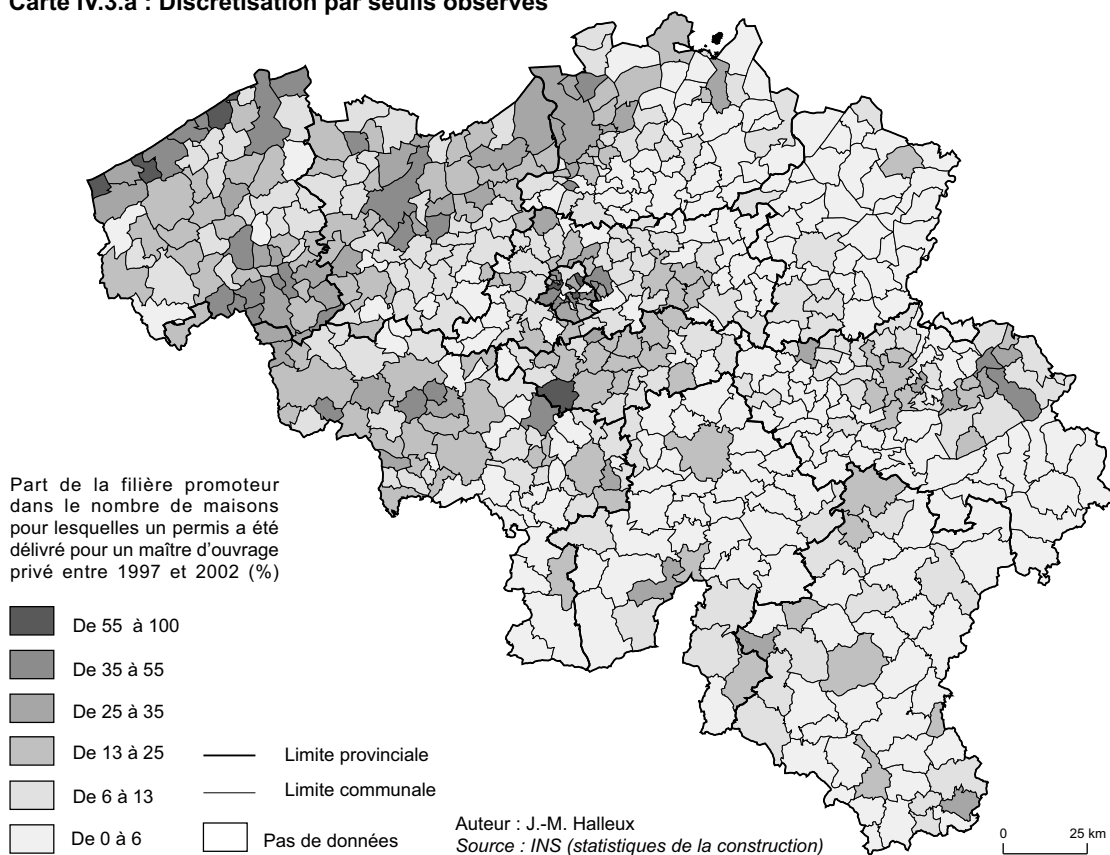 Carte IV.3.a : Discrétisation par seuils observés
Part de la filière promoteur
dans le nombre de maisons
pour lesquelles un permis a été
délivré pour un maître d'ouvrage
privé entre 1997 et 2002 (%)
De 55 à 100
De 35 à 55
De 25 à 35
De 13 à 25
De 6 à 13
De 0 à 6
Limite provinciale
Limite communale
Pas de données
Auteur : J.-M. Halleux
Source : INS (statistiques de la construction)
0 25 km